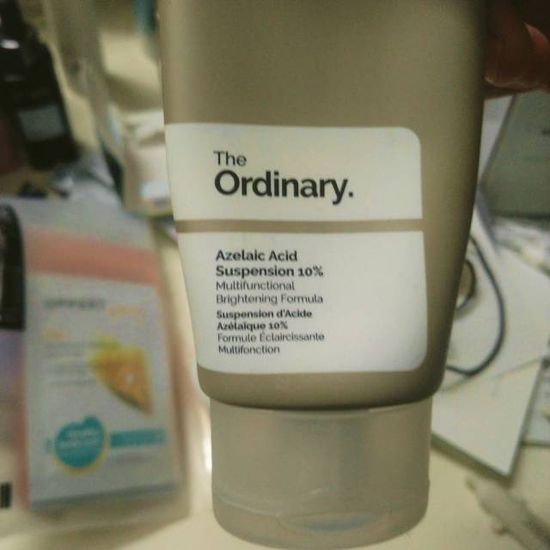 The
Ordinary.
Azelaic Acid
Suspension 10%
Multifunctional
Brightening Formula
Suspension d'Acide
Azélaïque 10%
Formule Éclaircissante
Multifonction